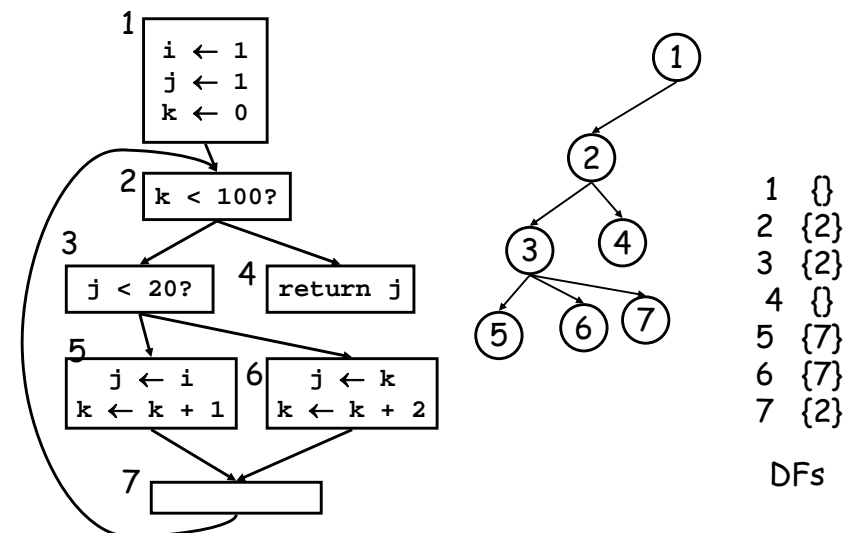 1
i ← 1
j ← 1
k ← 0
2
k < 100?
3
j < 20?
4
return j
5
j ← i
k ← k + 1
6
j ← k
k ← k + 2
7
1
2
3
4
5
6
7
1 {}
2 {2}
3 {2}
4 {}
5 {7}
6 {7}
7 {2}
DFs